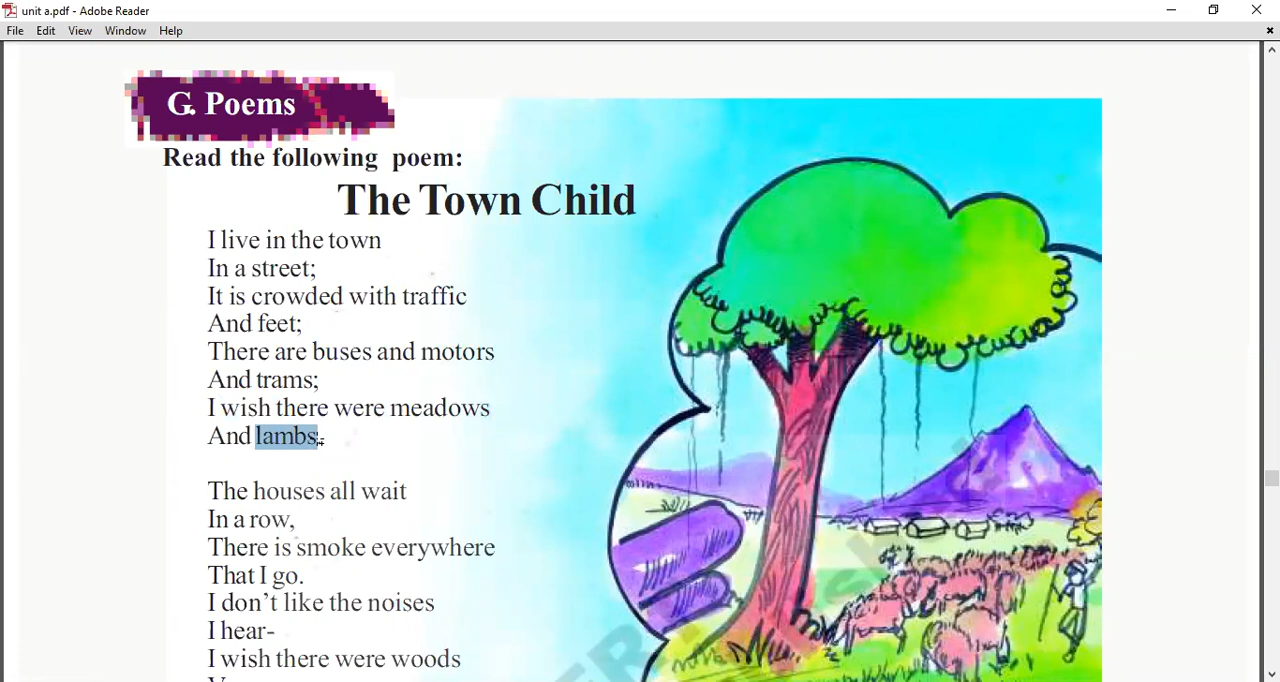 unit a.pdf - Adobe Reader
File Edit View Window Help
G. Poems
Read the following poem:
The Town Child
I live in the town
In a street;
It is crowded with traffic
And feet;
There are buses and motors
And trams;
I wish there were meadows
And lambs.
The houses all wait
In a row,
There is smoke everywhere
That I go.
I don't like the noises
I hear-
I wish there were woods